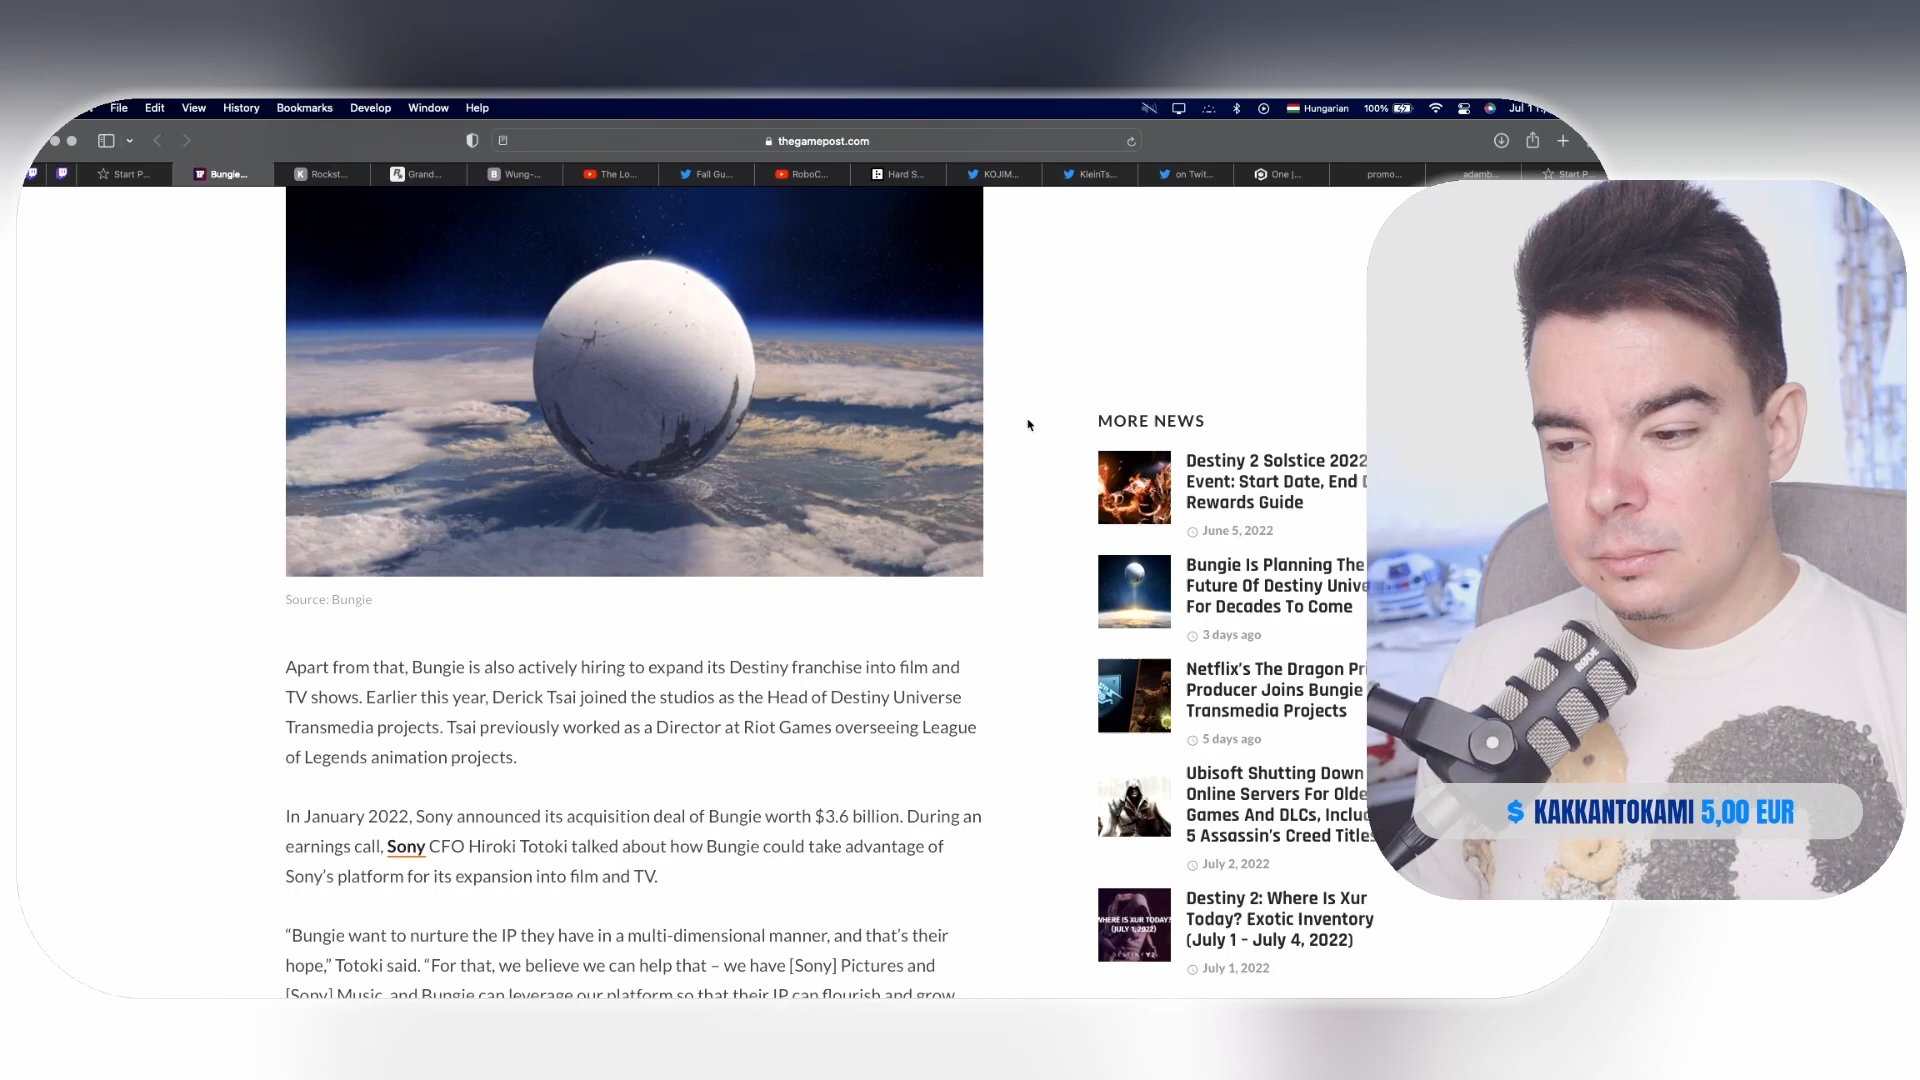 File Edit View History Bookmarks Develop Window Help
Hungarian 100%
thegamepost.com
Start P... Bungie... Rockst... Grand... Wung-... The Lo... Fall Gu... RoboC... Hard S... KOJIM... KleinTs... on Twit... One |... promo... adamb... Start P...
Source: Bungie
Apart from that, Bungie is also actively hiring to expand its Destiny franchise into film and
TV shows. Earlier this year, Derick Tsai joined the studios as the Head of Destiny Universe
Transmedia projects. Tsai previously worked as a Director at Riot Games overseeing League
of Legends animation projects.
In January 2022, Sony announced its acquisition deal of Bungie worth $3.6 billion. During an
earnings call, Sony CFO Hiroki Totoki talked about how Bungie could take advantage of
Sony’s platform for its expansion into film and TV.
“Bungie want to nurture the IP they have in a multi-dimensional manner, and that’s their
hope,” Totoki said. “For that, we believe we can help that – we have [Sony] Pictures and
[Sony] Music, and Bungie can leverage our platform so that their IP can flourish and grow
MORE NEWS
Destiny 2 Solstice 2022
Event: Start Date, End
Rewards Guide
June 5, 2022
Bungie Is Planning The
Future Of Destiny Unive
For Decades To Come
3 days ago
Netflix’s The Dragon Pri
Producer Joins Bungie
Transmedia Projects
5 days ago
Ubisoft Shutting Down
Online Servers For Olde
Games And DLCs, Includ
5 Assassin’s Creed Titles
July 2, 2022
WHERE IS XUR TODAY?
(JULY 1, 2022)
DESTINY 2
Destiny 2: Where Is Xur
Today? Exotic Inventory
(July 1 – July 4, 2022)
July 1, 2022
RØDE
$ KAKKANTOKAMI 5,00 EUR